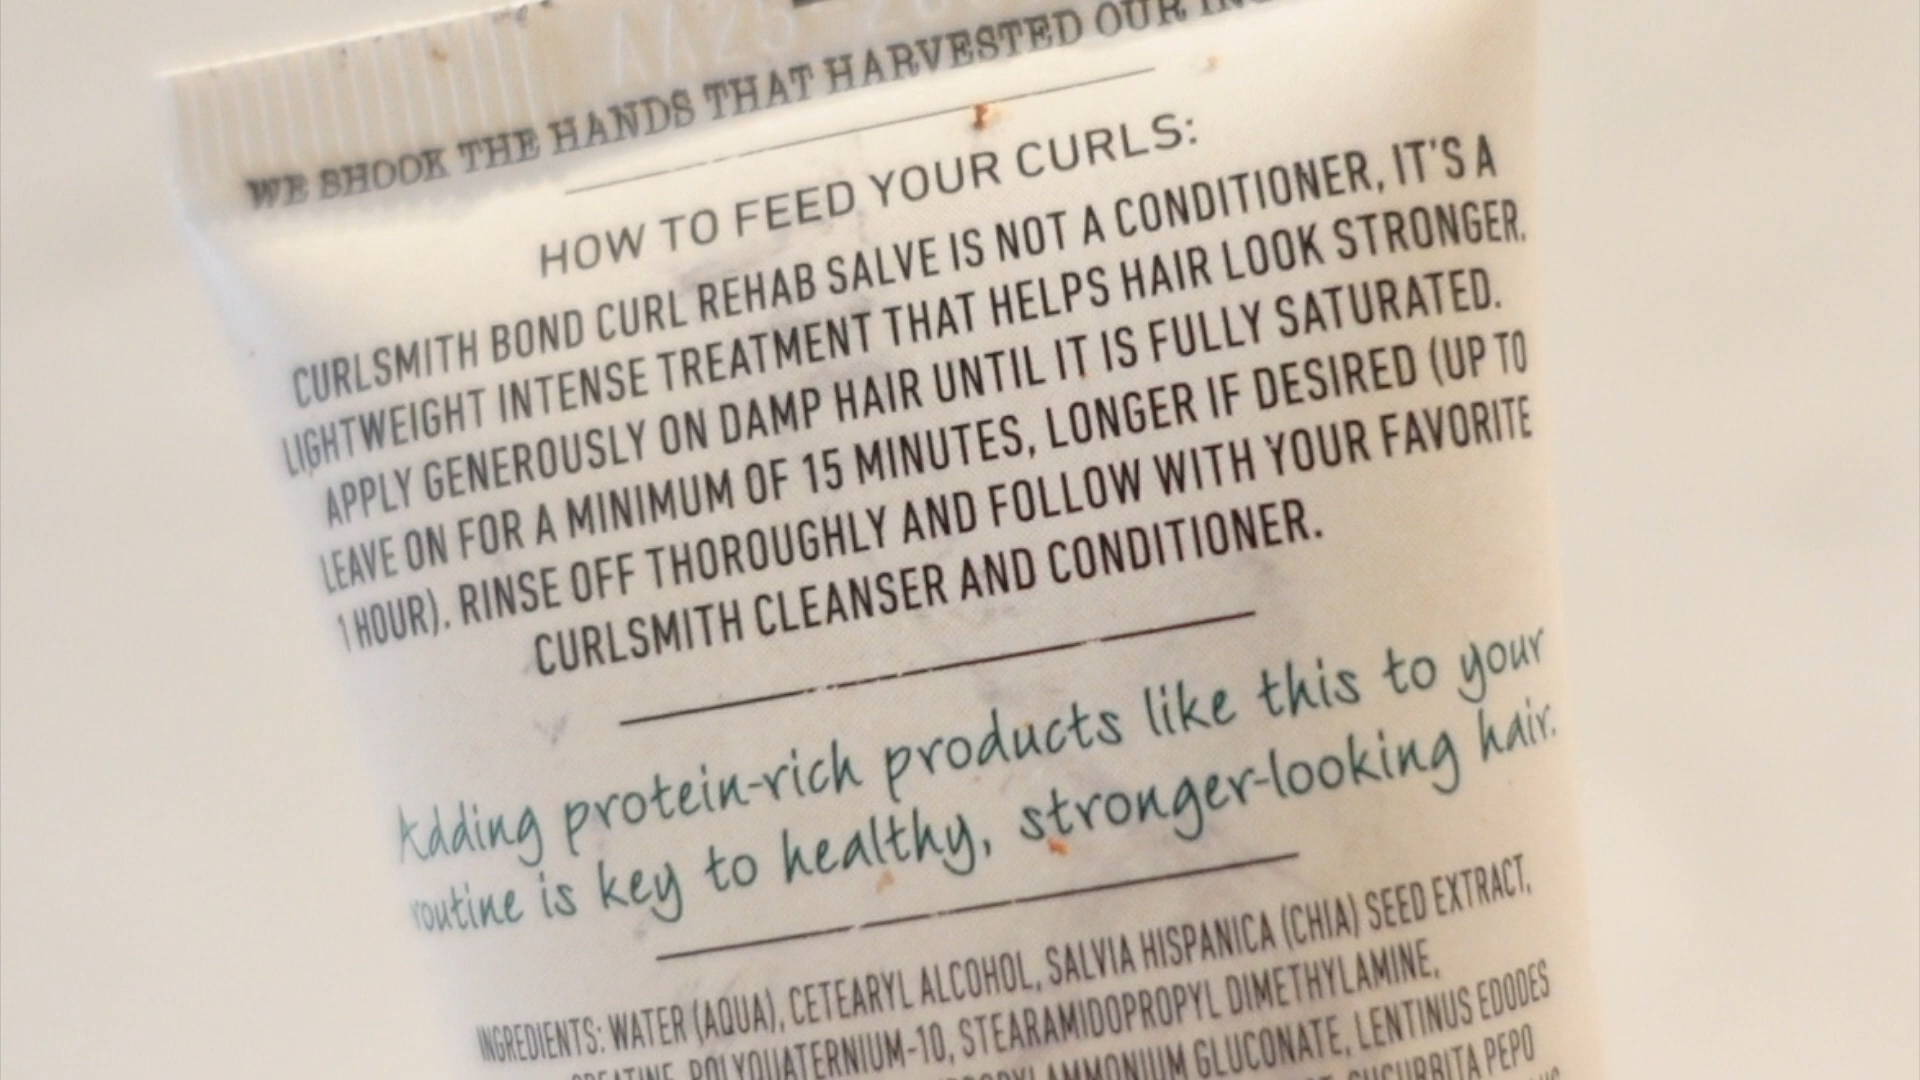 WE SHOOK THE HANDS THAT HARVESTED OUR
HOW TO FEED YOUR CURLS:
CURLSMITH BOND CURL REHAB SALVE IS NOT A CONDITIONER, IT'S A
LIGHTWEIGHT INTENSE TREATMENT THAT HELPS HAIR LOOK STRONGER.
APPLY GENEROUSLY ON DAMP HAIR UNTIL IT IS FULLY SATURATED.
LEAVE ON FOR A MINIMUM OF 15 MINUTES, LONGER IF DESIRED (UP TO
1 HOUR). RINSE OFF THOROUGHLY AND FOLLOW WITH YOUR FAVORITE
CURLSMITH CLEANSER AND CONDITIONER.
Adding protein-rich products like this to your
routine is key to healthy, stronger-looking hair.
INGREDIENTS: WATER (AQUA), CETEARYL ALCOHOL, SALVIA HISPANICA (CHIA) SEED EXTRACT,
POLYQUATERNIUM-10, STEARAMIDOPROPYL DIMETHYLAMINE,
GLUCONATE, LENTINUS EDODES
CUCURBITA PEPO